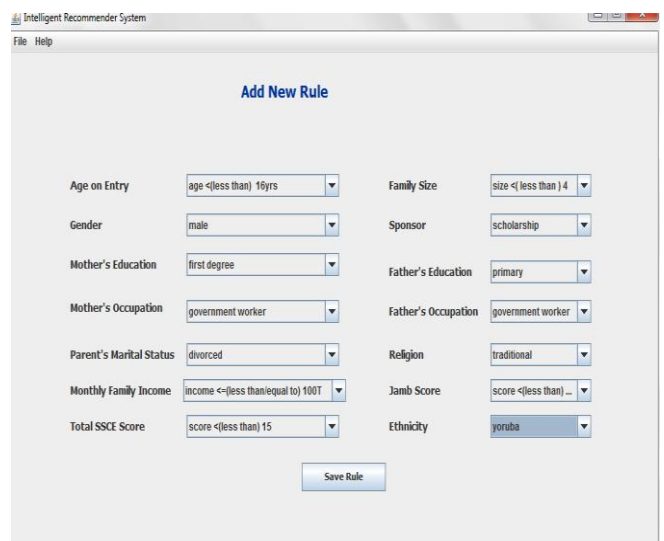 Intelligent Recommender System
File Help
Add New Rule
Age on Entry age <(less than) 16yrs Family Size size <( less than ) 4
Gender male Sponsor scholarship
Mother's Education first degree Father's Education primary
Mother's Occupation government worker Father's Occupation government worker
Parent's Marital Status divorced Religion traditional
Monthly Family Income income <=(less than/equal to) 100T Jamb Score score <(less than) ...
Total SSCE Score score <(less than) 15 Ethnicity yoruba
Save Rule